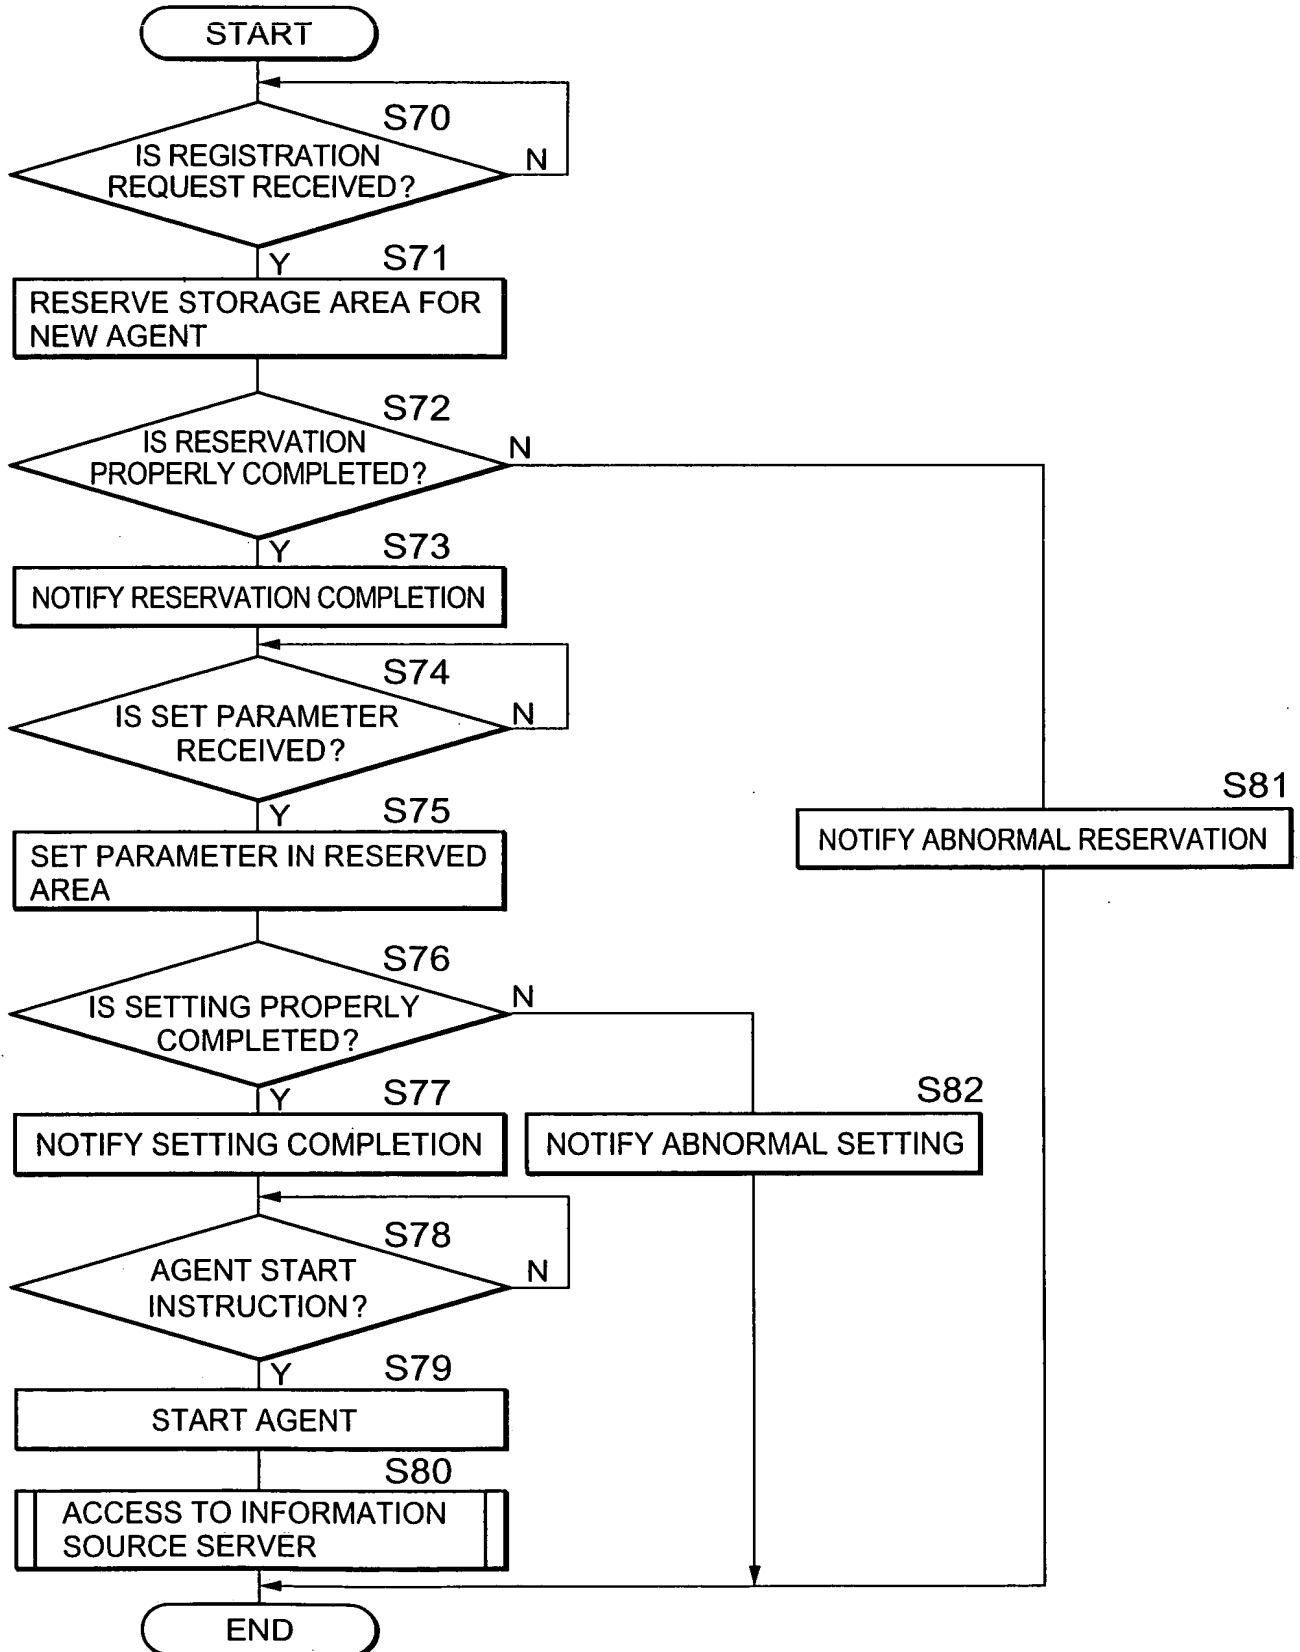 START
S70
IS REGISTRATION
REQUEST RECEIVED?
N
Y
S71
RESERVE STORAGE AREA FOR
NEW AGENT
S72
IS RESERVATION
PROPERLY COMPLETED?
N
Y
S73
NOTIFY RESERVATION COMPLETION
S74
IS SET PARAMETER
RECEIVED?
N
Y
S75
SET PARAMETER IN RESERVED
AREA
S81
NOTIFY ABNORMAL RESERVATION
S76
IS SETTING PROPERLY
COMPLETED?
N
Y
S77
NOTIFY SETTING COMPLETION
S82
NOTIFY ABNORMAL SETTING
S78
AGENT START
INSTRUCTION?
N
Y
S79
START AGENT
S80
ACCESS TO INFORMATION
SOURCE SERVER
END